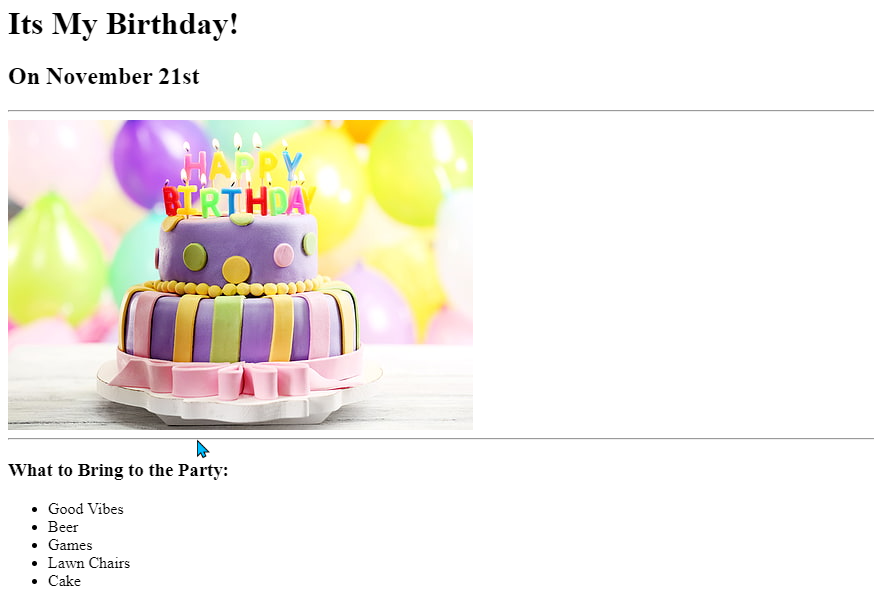 Its My Birthday!
On November 21st
HAPPY
BIRTHDAY
What to Bring to the Party:
Good Vibes
Beer
Games
Lawn Chairs
Cake